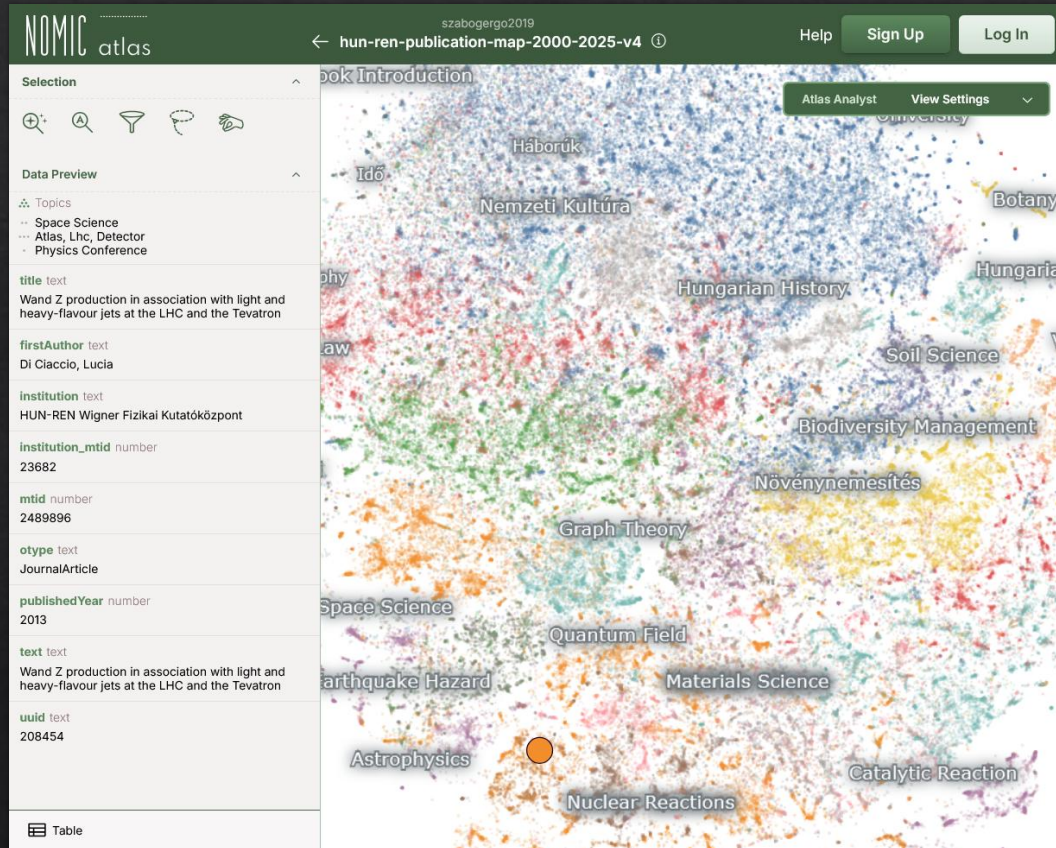 NOMIC atlas
szabogergo2019
← hun-ren-publication-map-2000-2025-v4
Help
Sign Up
Log In
Selection
Data Preview
Topics
Space Science
Atlas, Lhc, Detector
Physics Conference
title text
Wand Z production in association with light and
heavy-flavour jets at the LHC and the Tevatron
firstAuthor text
Di Ciaccio, Lucia
institution text
HUN-REN Wigner Fizikai Kutatóközpont
institution_mtid number
23682
mtid number
2489896
otype text
JournalArticle
publishedYear number
2013
text text
Wand Z production in association with light and
heavy-flavour jets at the LHC and the Tevatron
uuid text
208454
Table
Atlas Analyst
View Settings
ook Introduction
University
Háborúk
Idő
Nemzeti Kultúra
Botany
phy
Hungarian History
Hungaria
Law
Soil Science
Biodiversity Management
Növénynemesítés
Graph Theory
Space Science
Quantum Field
Earthquake Hazard
Materials Science
Astrophysics
Catalytic Reaction
Nuclear Reactions